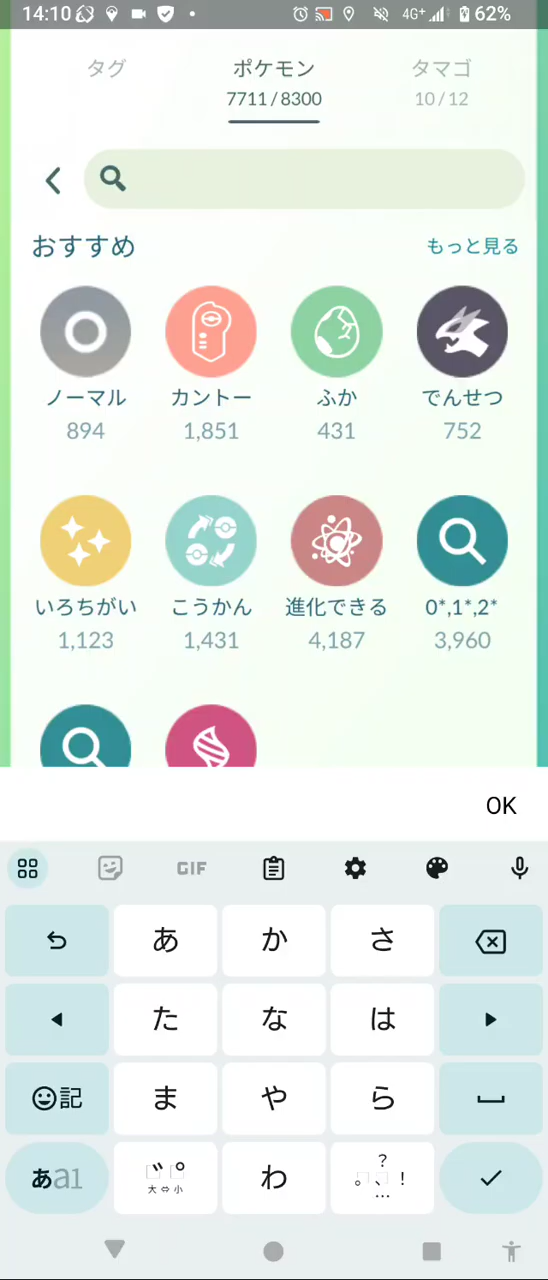 14:10 4G+ 62%
タグ ポケモン タマゴ
7711 / 8300 10 / 12
おすすめ もっと見る
ノーマル カントー ふか でんせつ
894 1,851 431 752
いろちがい こうかん 進化できる 0*,1*,2*
1,123 1,431 4,187 3,960
OK
GIF
あ か さ
た な は
記 ま や ら
あa1 ゛゜ 大⇔小 わ 。、?!…